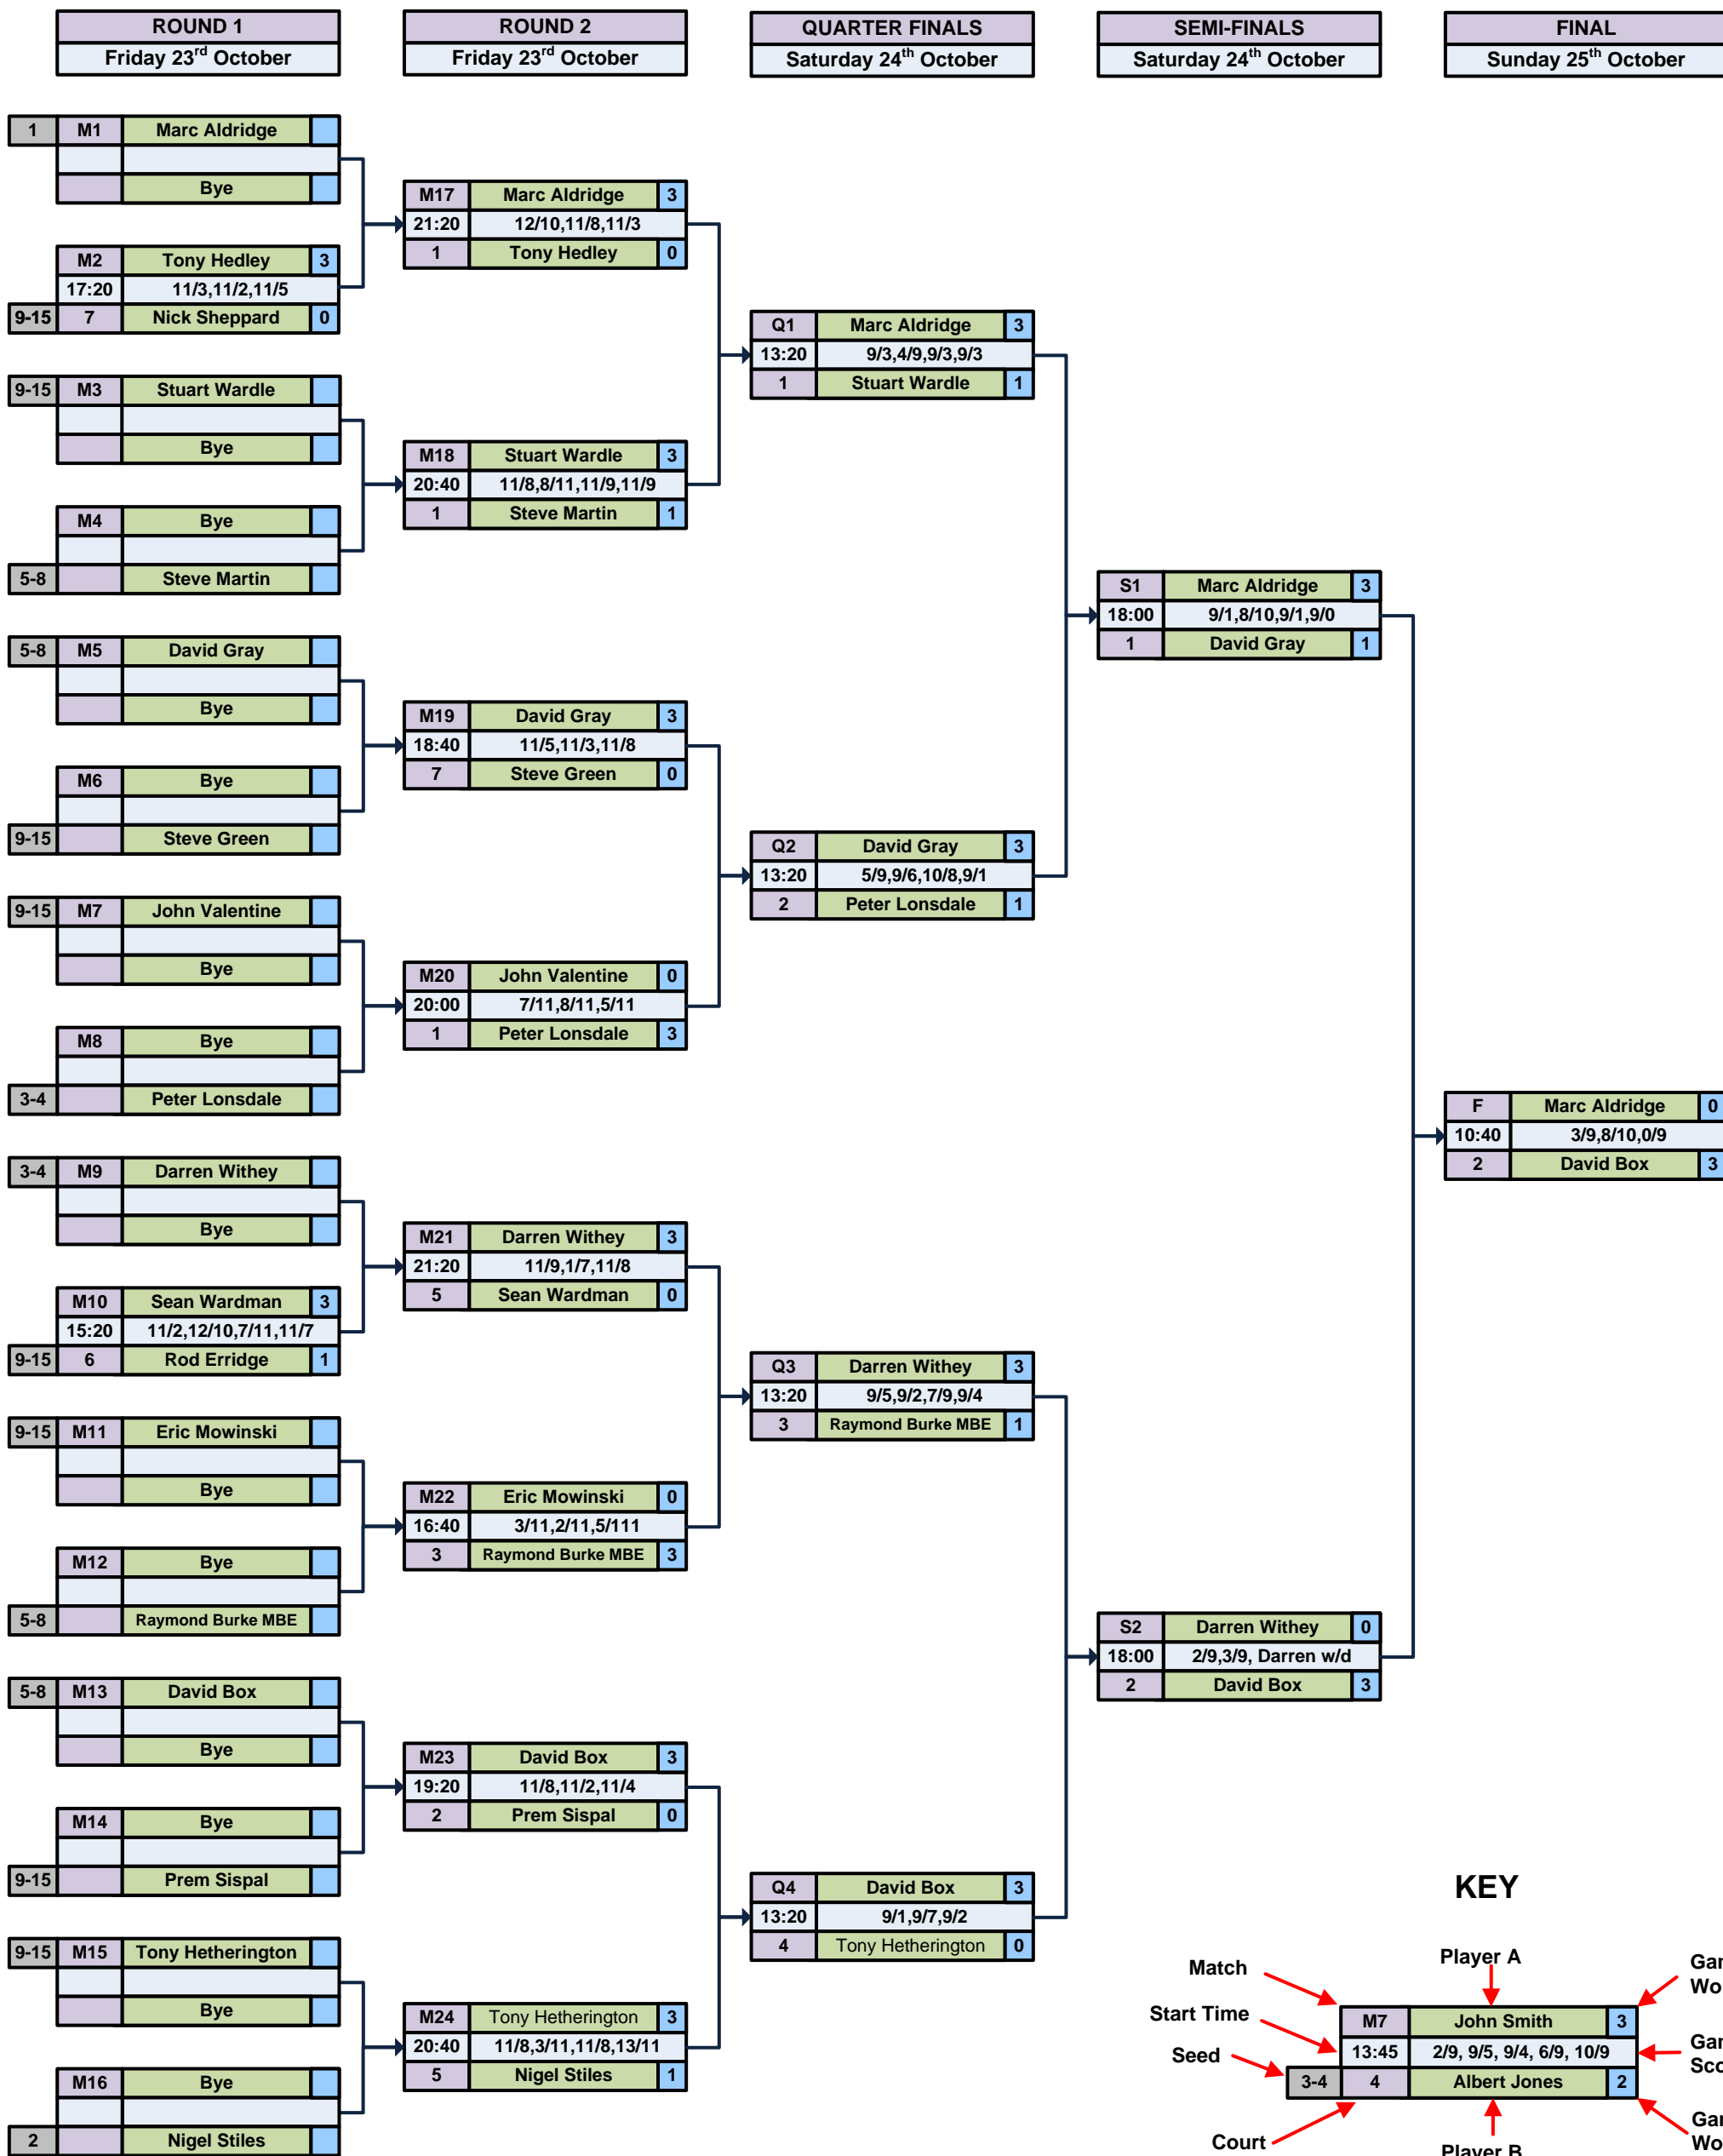 ROUND 1
Friday 23rd October
ROUND 2
Friday 23rd October
QUARTER FINALS
Saturday 24th October
SEMI-FINALS
Saturday 24th October
FINAL
Sunday 25th October
1 M1 Marc Aldridge
Bye
M2 Tony Hedley 3
17:20 11/3,11/2,11/5
9-15 7 Nick Sheppard 0
9-15 M3 Stuart Wardle
Bye
M4 Bye
5-8 Steve Martin
5-8 M5 David Gray
Bye
M6 Bye
9-15 Steve Green
9-15 M7 John Valentine
Bye
M8 Bye
3-4 Peter Lonsdale
3-4 M9 Darren Withey
Bye
M10 Sean Wardman 3
15:20 11/2,12/10,7/11,11/7
9-15 6 Rod Erridge 1
9-15 M11 Eric Mowinski
Bye
M12 Bye
5-8 Raymond Burke MBE
5-8 M13 David Box
Bye
M14 Bye
9-15 Prem Sispal
9-15 M15 Tony Hetherington
Bye
M16 Bye
2 Nigel Stiles
M17 Marc Aldridge 3
21:20 12/10,11/8,11/3
1 Tony Hedley 0
M18 Stuart Wardle 3
20:40 11/8,8/11,11/9,11/9
1 Steve Martin 1
M19 David Gray 3
18:40 11/5,11/3,11/8
7 Steve Green 0
M20 John Valentine 0
20:00 7/11,8/11,5/11
1 Peter Lonsdale 3
M21 Darren Withey 3
21:20 11/9,1/7,11/8
5 Sean Wardman 0
M22 Eric Mowinski 0
16:40 3/11,2/11,5/111
3 Raymond Burke MBE 3
M23 David Box 3
19:20 11/8,11/2,11/4
2 Prem Sispal 0
M24 Tony Hetherington 3
20:40 11/8,3/11,11/8,13/11
5 Nigel Stiles 1
Q1 Marc Aldridge 3
13:20 9/3,4/9,9/3,9/3
1 Stuart Wardle 1
Q2 David Gray 3
13:20 5/9,9/6,10/8,9/1
2 Peter Lonsdale 1
Q3 Darren Withey 3
13:20 9/5,9/2,7/9,9/4
3 Raymond Burke MBE 1
Q4 David Box 3
13:20 9/1,9/7,9/2
4 Tony Hetherington 0
S1 Marc Aldridge 3
18:00 9/1,8/10,9/1,9/0
1 David Gray 1
S2 Darren Withey 0
18:00 2/9,3/9, Darren w/d
2 David Box 3
F Marc Aldridge 0
10:40 3/9,8/10,0/9
2 David Box 3
KEY
Match
Start Time
Seed
Court
Player A
M7 John Smith 3
13:45 2/9, 9/5, 9/4, 6/9, 10/9
3-4 4 Albert Jones 2
Player B